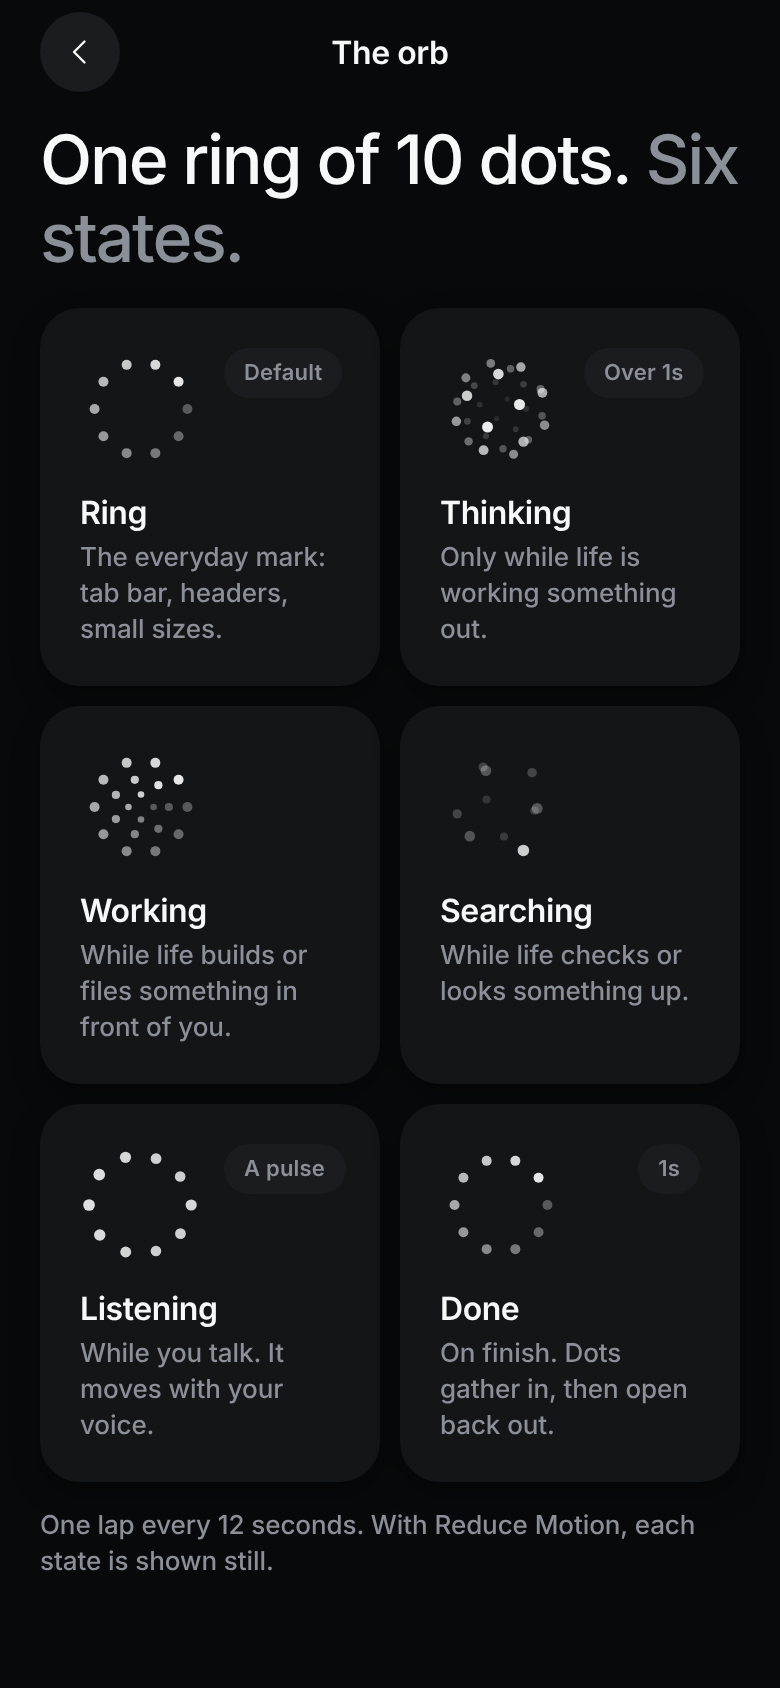 The orb
One ring of 10 dots. Six
states.
Default
Ring
The everyday mark:
tab bar, headers,
small sizes.
Over 1s
Thinking
Only while life is
working something
out.
Working
While life builds or
files something in
front of you.
Searching
While life checks or
looks something up.
A pulse
Listening
While you talk. It
moves with your
voice.
1s
Done
On finish. Dots
gather in, then open
back out.
One lap every 12 seconds. With Reduce Motion, each
state is shown still.